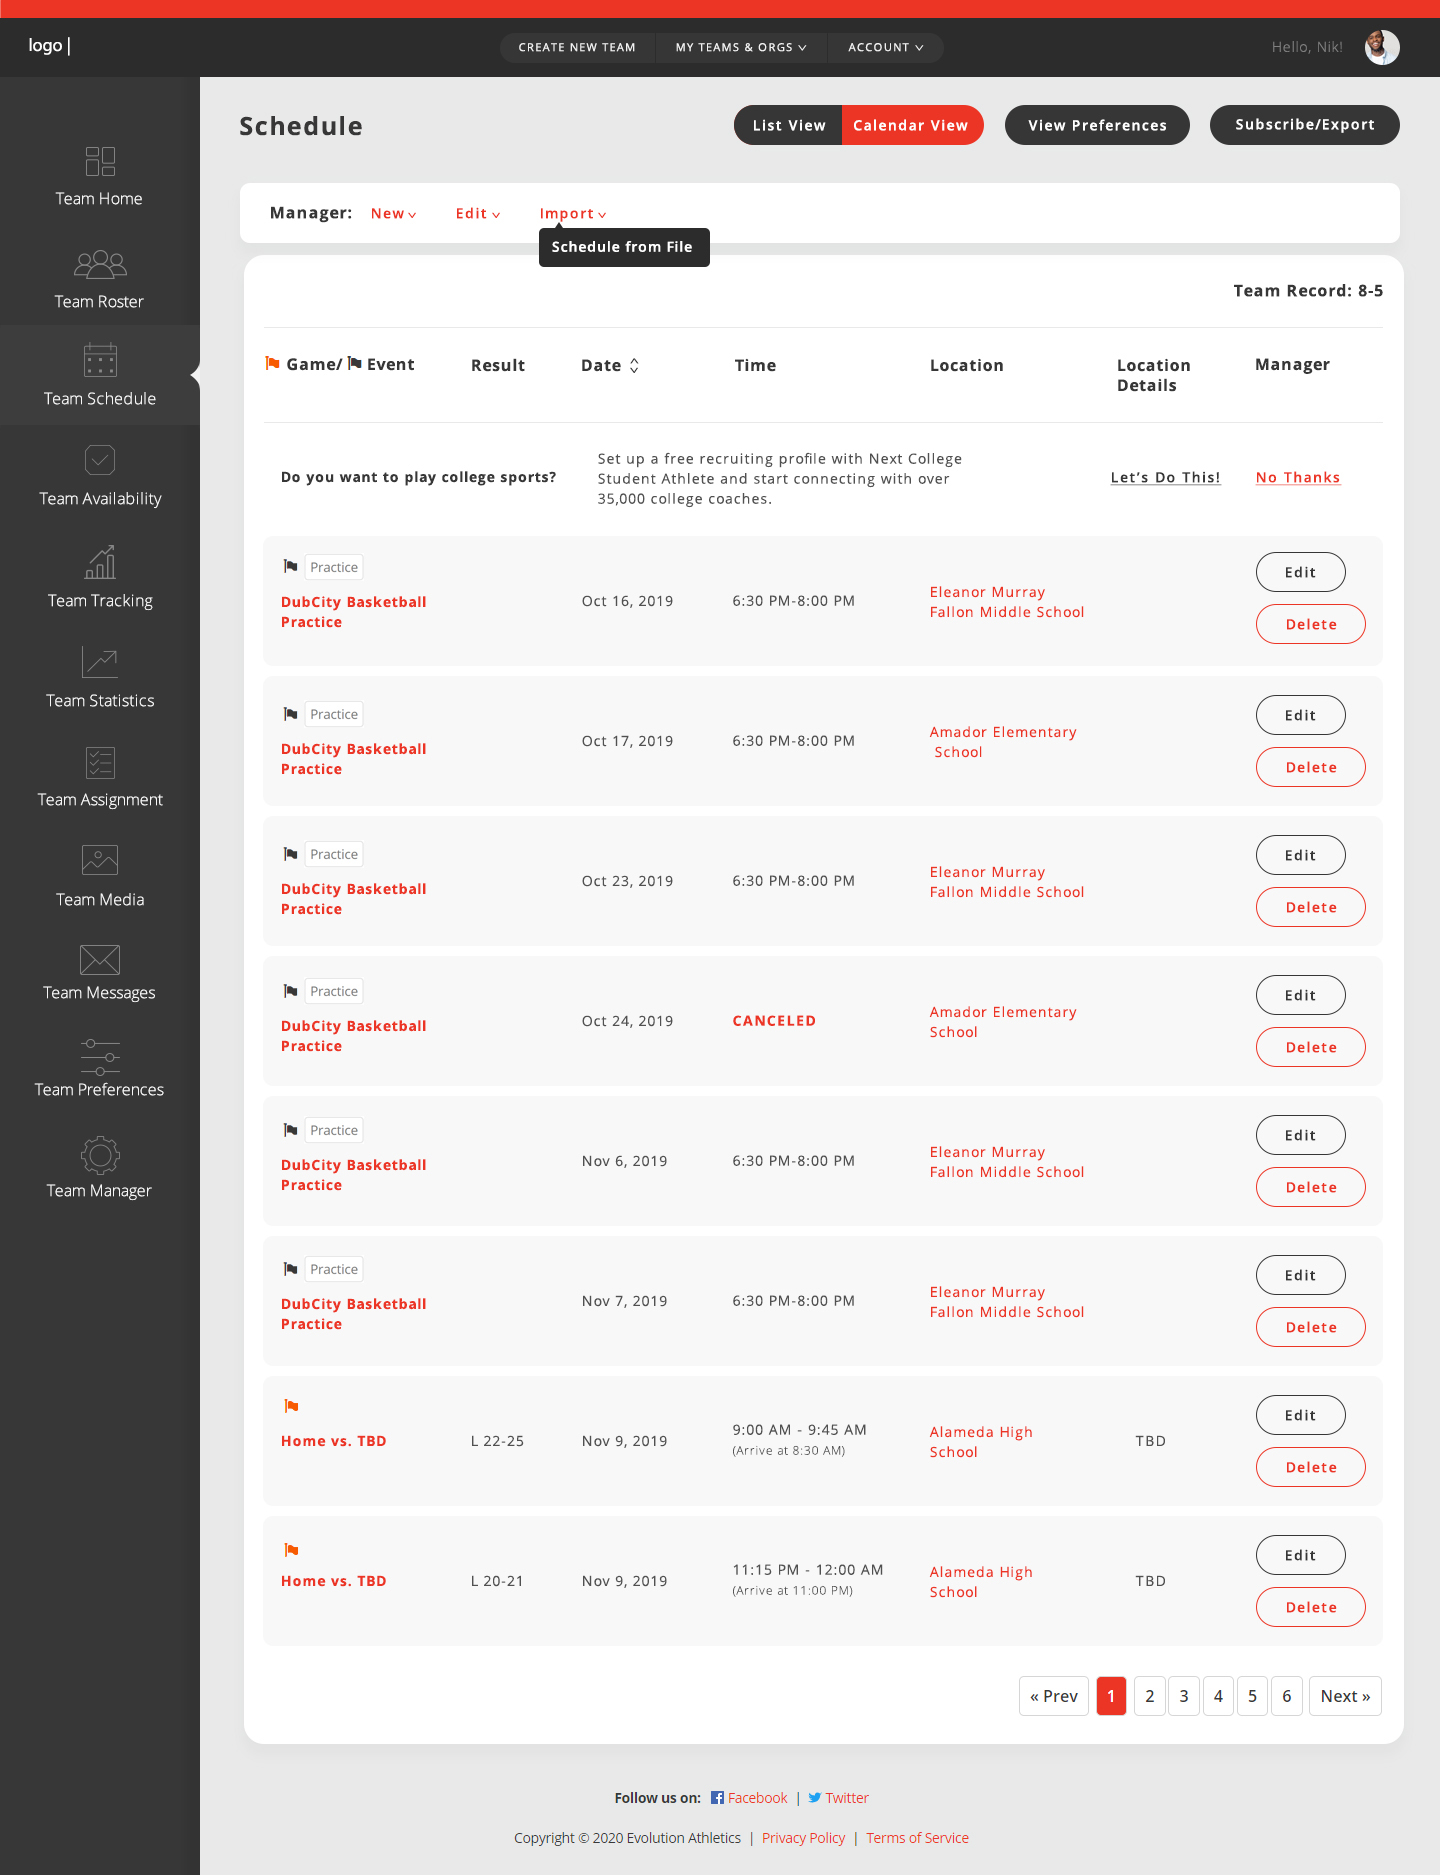 logo |
CREATE NEW TEAM
MY TEAMS & ORGS
ACCOUNT
Hello, Nik!
Team Home
Team Roster
Team Schedule
Team Availability
Team Tracking
Team Statistics
Team Assignment
Team Media
Team Messages
Team Preferences
Team Manager
Schedule
List View
Calendar View
View Preferences
Subscribe/Export
Manager: New Edit Import
Schedule from File
Team Record: 8-5
Game/ Event
Result
Date
Time
Location
Location
Details
Manager
Do you want to play college sports?
Set up a free recruiting profile with Next College
Student Athlete and start connecting with over
35,000 college coaches.
Let’s Do This!
No Thanks
Practice
DubCity Basketball
Practice
Oct 16, 2019
6:30 PM-8:00 PM
Eleanor Murray
Fallon Middle School
Edit
Delete
Practice
DubCity Basketball
Practice
Oct 17, 2019
6:30 PM-8:00 PM
Amador Elementary
School
Edit
Delete
Practice
DubCity Basketball
Practice
Oct 23, 2019
6:30 PM-8:00 PM
Eleanor Murray
Fallon Middle School
Edit
Delete
Practice
DubCity Basketball
Practice
Oct 24, 2019
CANCELED
Amador Elementary
School
Edit
Delete
Practice
DubCity Basketball
Practice
Nov 6, 2019
6:30 PM-8:00 PM
Eleanor Murray
Fallon Middle School
Edit
Delete
Practice
DubCity Basketball
Practice
Nov 7, 2019
6:30 PM-8:00 PM
Eleanor Murray
Fallon Middle School
Edit
Delete
Home vs. TBD
L 22-25
Nov 9, 2019
9:00 AM - 9:45 AM
(Arrive at 8:30 AM)
Alameda High
School
TBD
Edit
Delete
Home vs. TBD
L 20-21
Nov 9, 2019
11:15 PM - 12:00 AM
(Arrive at 11:00 PM)
Alameda High
School
TBD
Edit
Delete
« Prev 1 2 3 4 5 6 Next »
Follow us on: Facebook | Twitter
Copyright © 2020 Evolution Athletics | Privacy Policy | Terms of Service